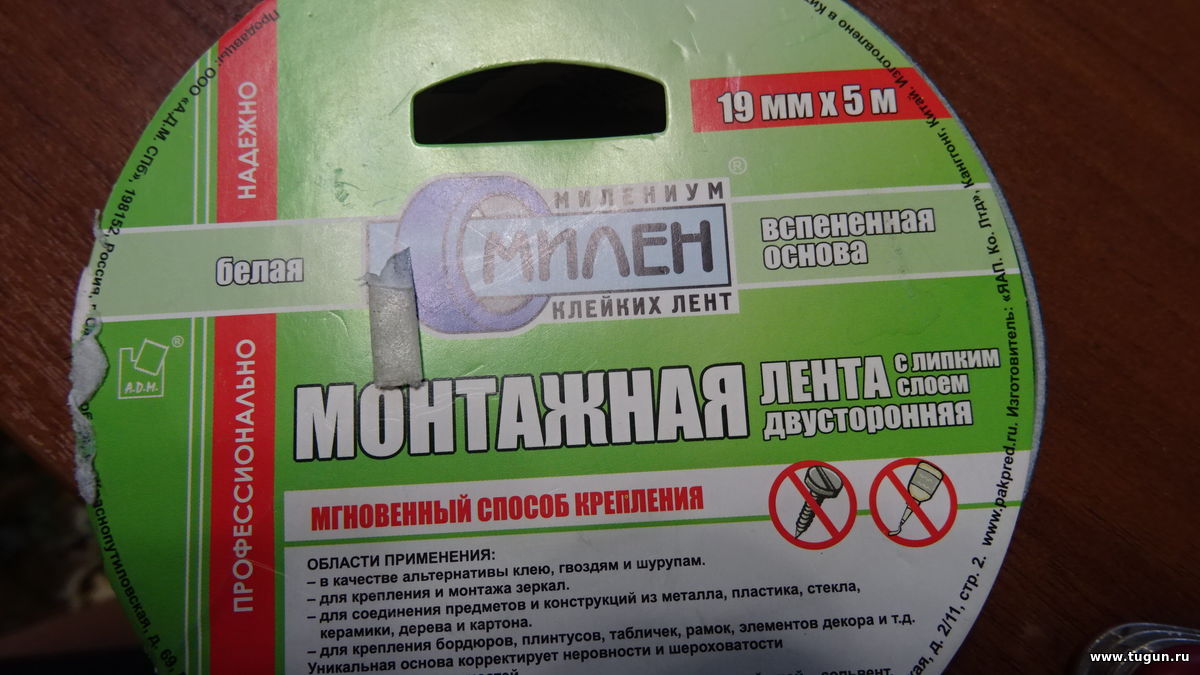 19 мм x 5 м
НАДЕЖНО
ПРОФЕССИОНАЛЬНО
МИЛЕНИУМ
®
МИЛЕН
КЛЕЙКИХ ЛЕНТ
белая
вспененная
основа
A.D.M.
®
МОНТАЖНАЯ
ЛЕНТА
с липким
слоем
двусторонняя
МГНОВЕННЫЙ СПОСОБ КРЕПЛЕНИЯ
ОБЛАСТИ ПРИМЕНЕНИЯ:
– в качестве альтернативы клею, гвоздям и шурупам.
– для крепления и монтажа зеркал.
– для соединения предметов и конструкций из металла, пластика, стекла,
керамики, дерева и картона.
– для крепления бордюров, плинтусов, табличек, рамок, элементов декора и т.д.
Уникальная основа корректирует неровности и шероховатости
Продавец: ООО «А.Д.М. СПб», 198152, Россия, г.
Краснопутиловская, д. 69
д. 2/11, стр. 2. www.pakpred.ru. Изготовитель: «ЯАП. Ко. Лтд» Кангтонг, Китай. Изготовлено в
www.tugun.ru